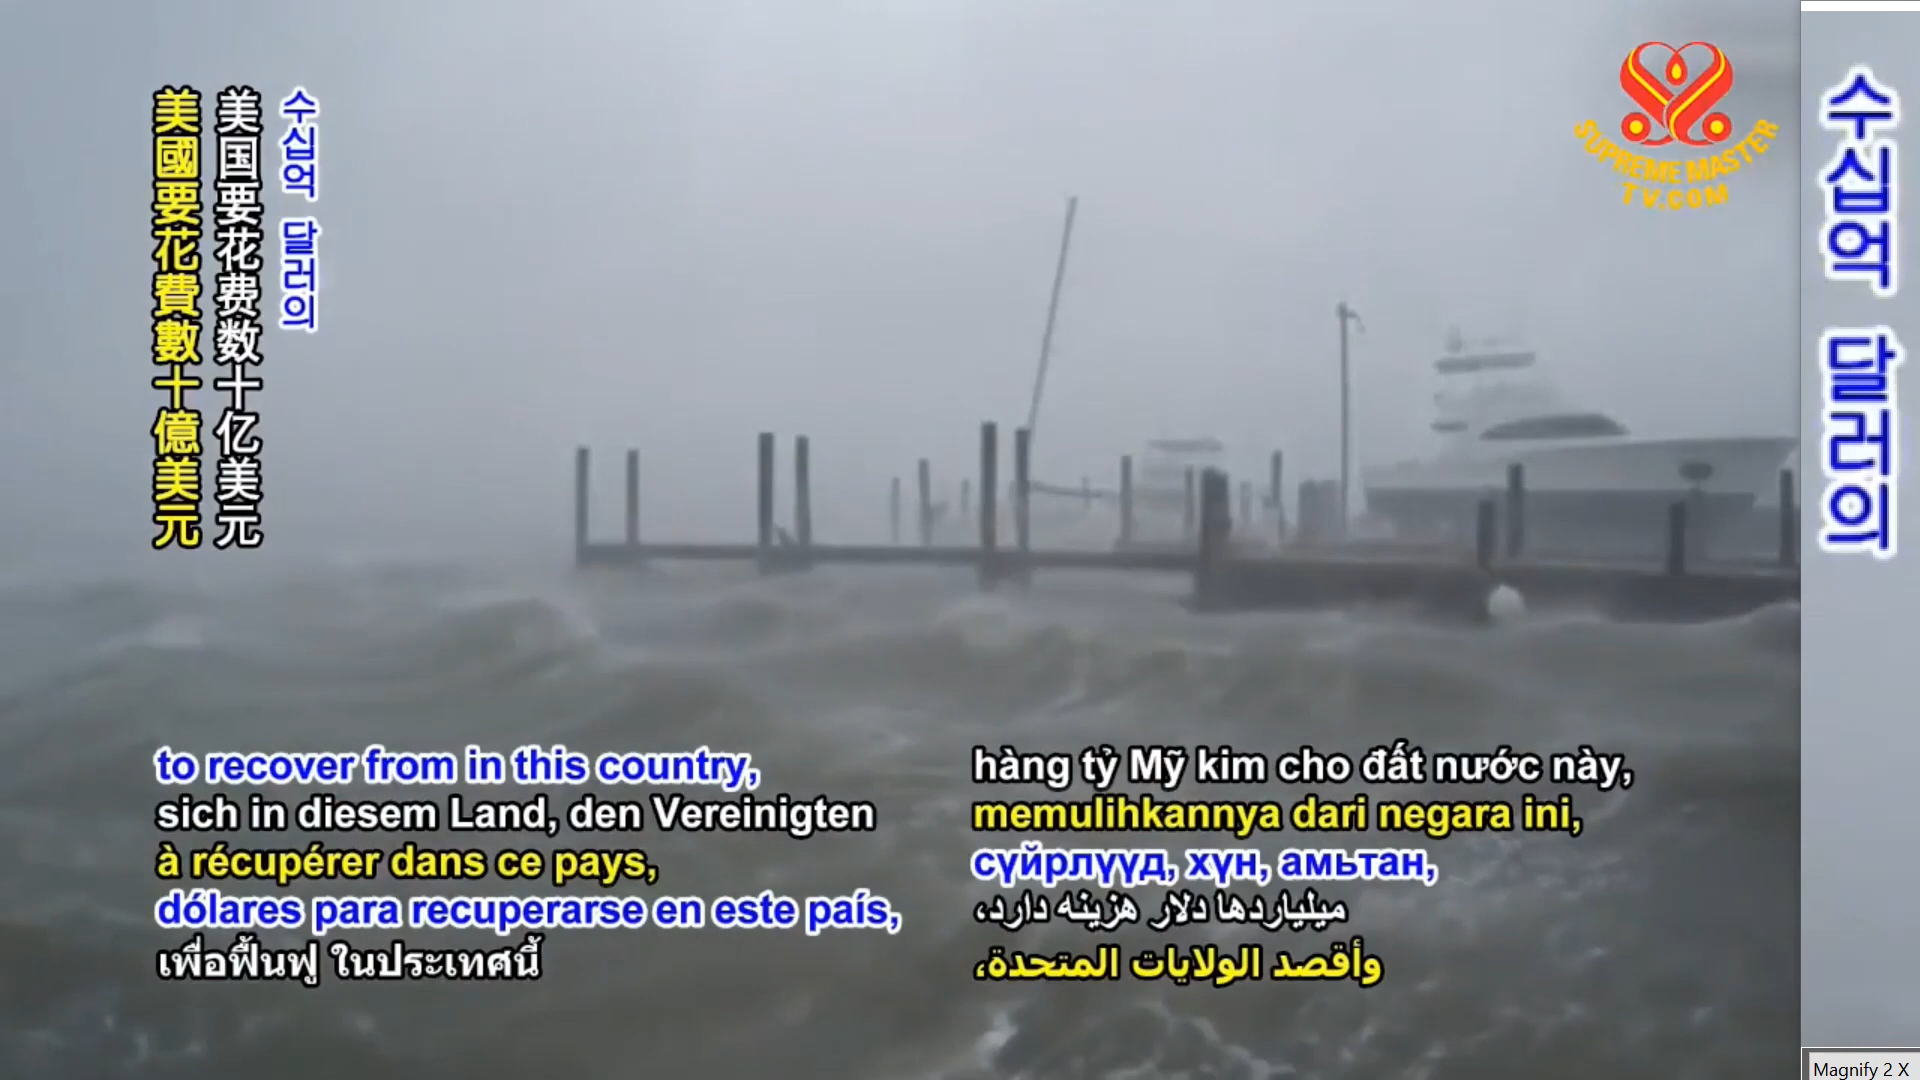 美國要花費數十億美元
美国要花费数十亿美元
수십억 달러의
SUPREME MASTER
TV.COM
수십억 달러의
to recover from in this country,
sich in diesem Land, den Vereinigten
à récupérer dans ce pays,
dólares para recuperarse en este país,
เพื่อฟื้นฟู ในประเทศนี้
hàng tỷ Mỹ kim cho đất nước này,
memulihkannya dari negara ini,
сүйрлүүд, хүн, амьтан,
میلیاردها دلار هزینه دارد،
وأقصد الولايات المتحدة،
Magnify 2 X